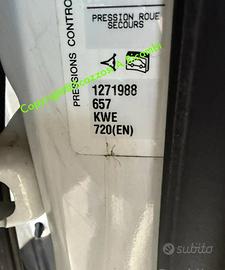 PRESSION ROUE
SECOURS
PRESSIONS CONTRO
1271988
657
KWE
720(EN)
subito